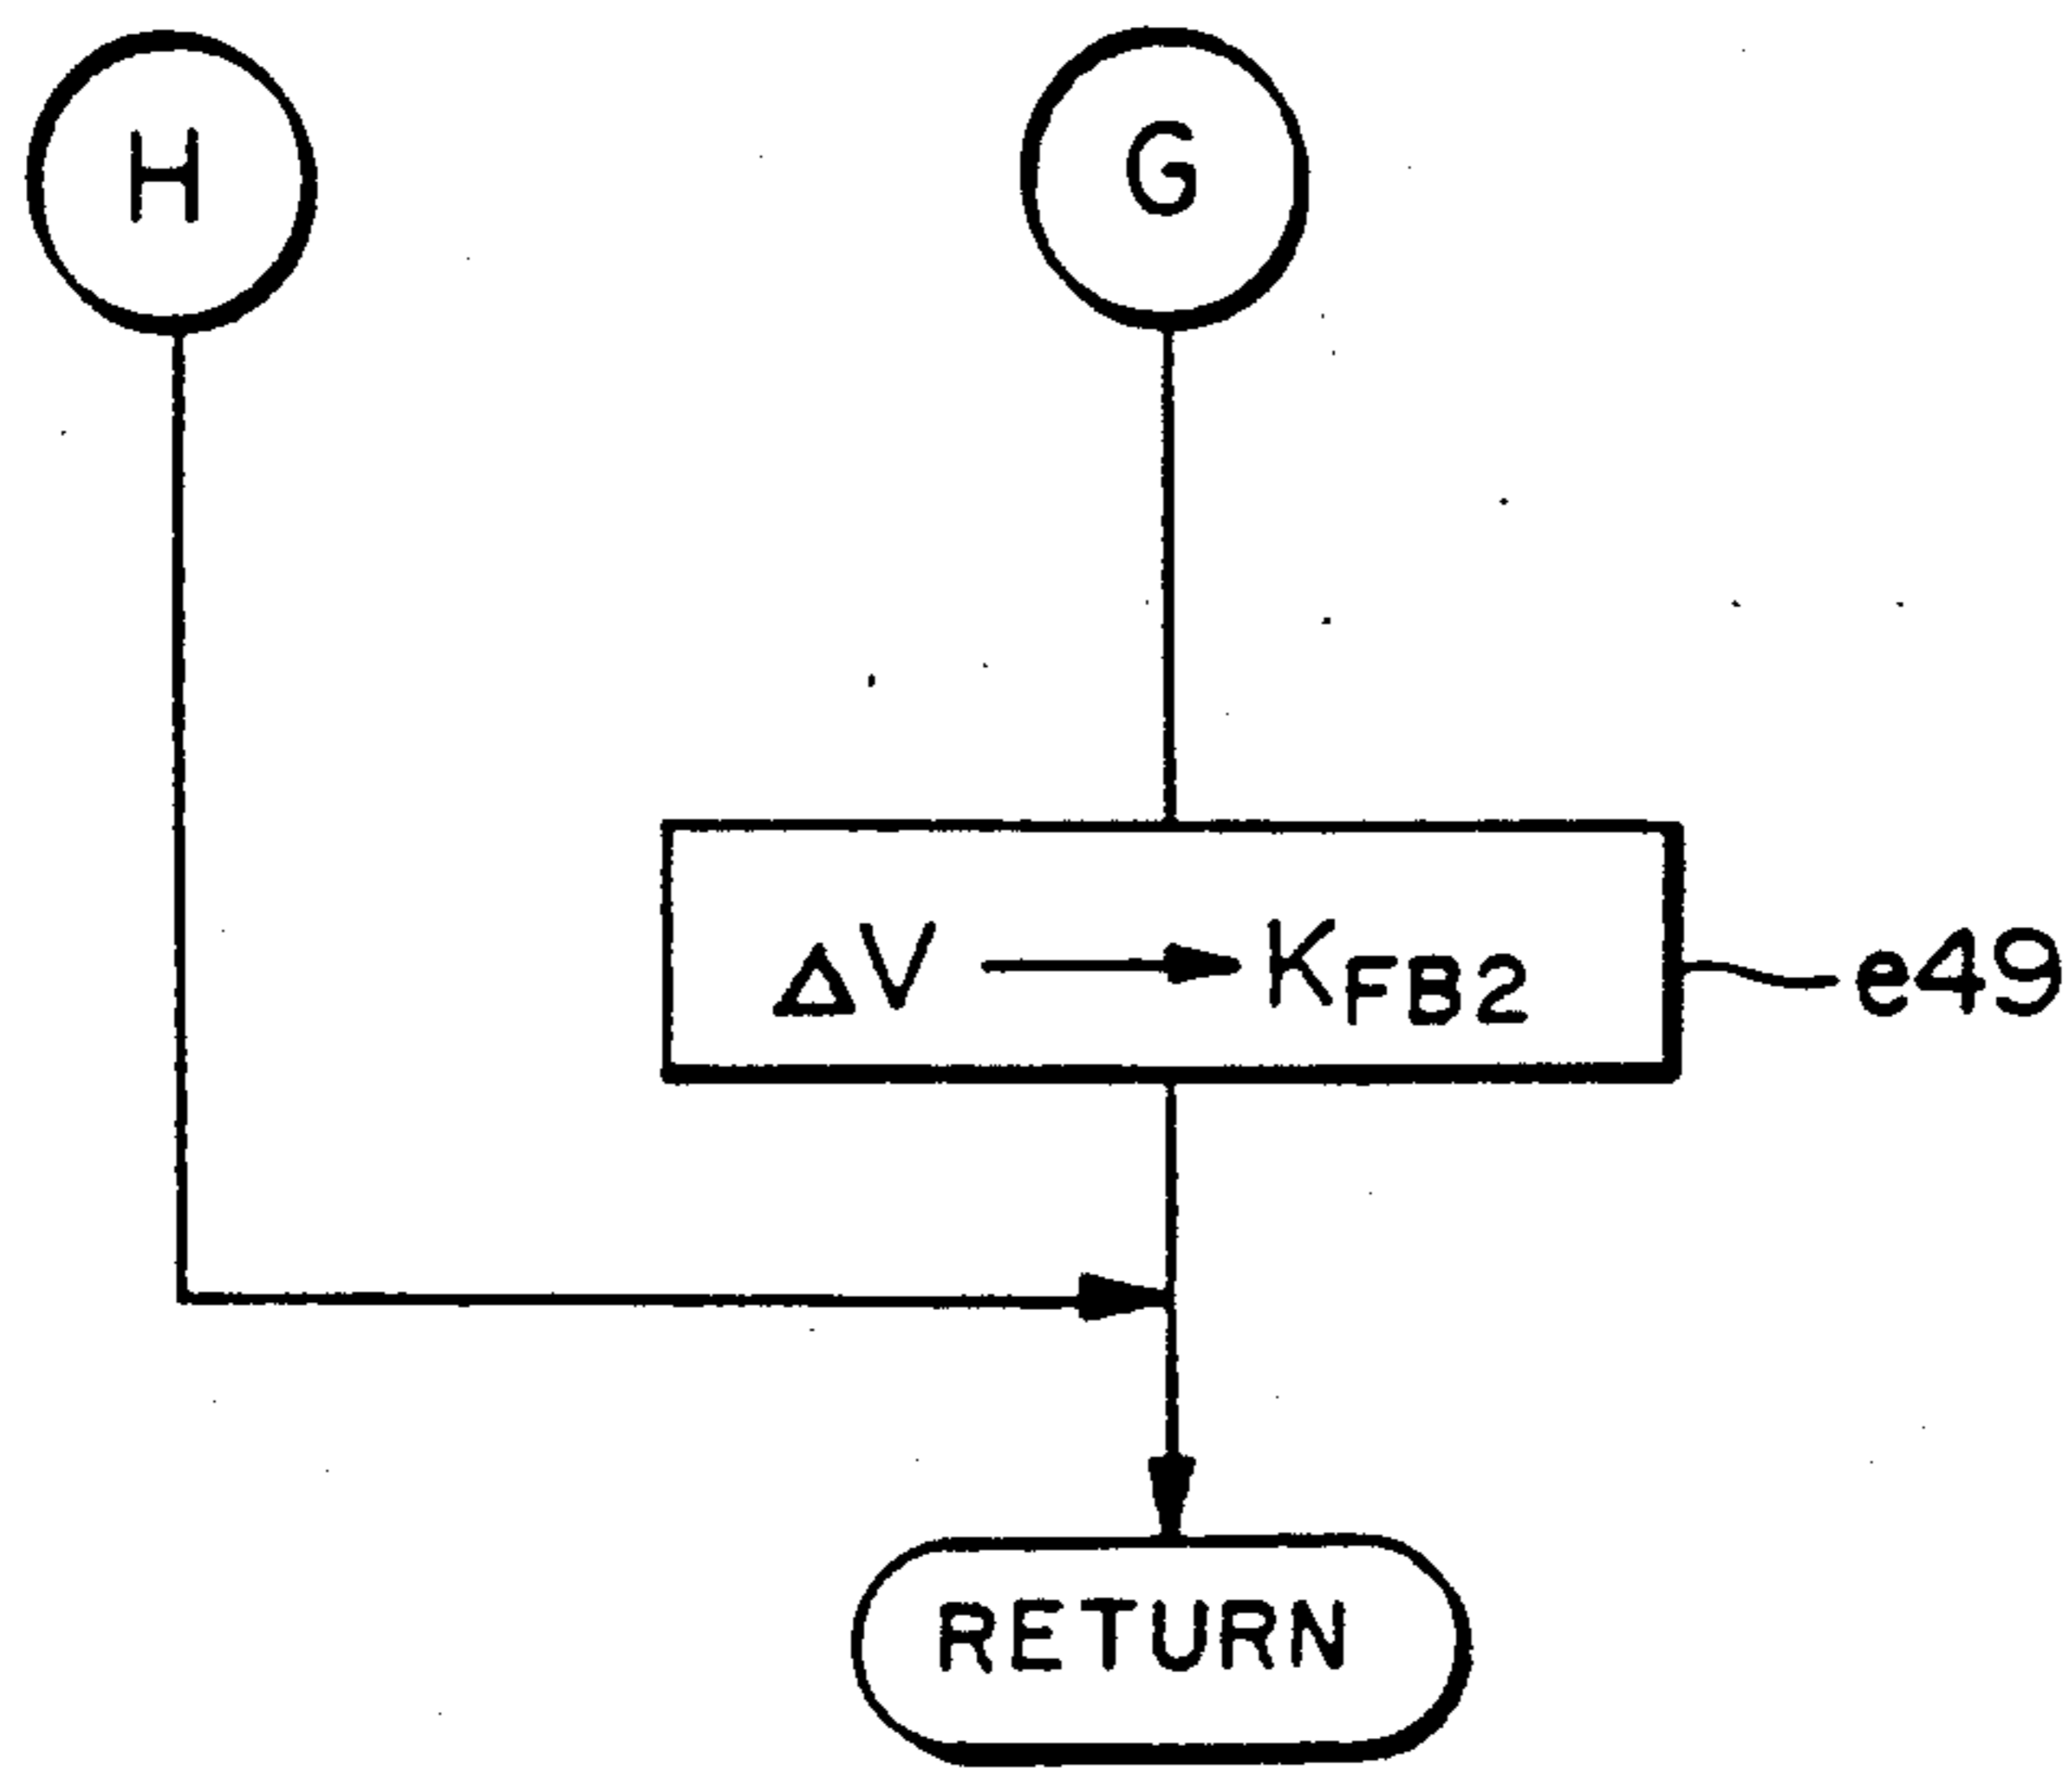 H
G
ΔV → KFB2
e49
RETURN